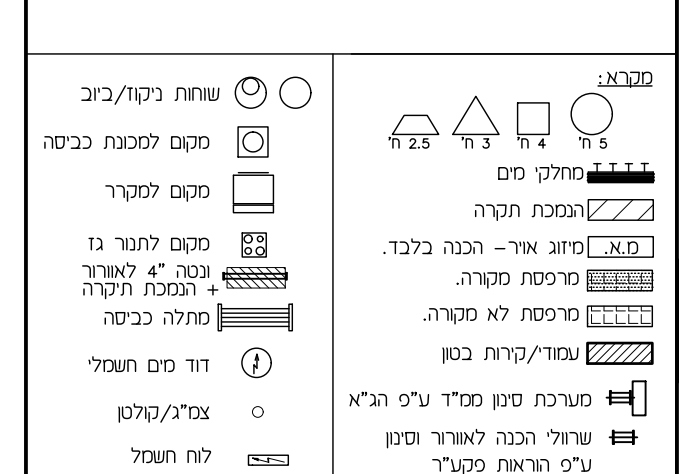 מקרא:
5 ח' 4 ח' 3 ח' 2.5 ח'
מחלקי מים
הנמכת תקרה
מ.א. מיזוג אויר– הכנה בלבד.
מרפסת מקורה.
מרפסת לא מקורה.
עמודי/קירות בטון
מערכת סינון ממ"ד ע"פ הג"א
שרוולי הכנה לאוורור וסינון
ע"פ הוראות פקע"ר
שוחות ניקוז/ביוב
מקום למכונת כביסה
מקום למקרר
מקום לתנור גז
ונטה "4 לאוורור
+ הנמכת תיקרה
מתלה כביסה
דוד מים חשמלי
צמ"ג/קולטן
לוח חשמל